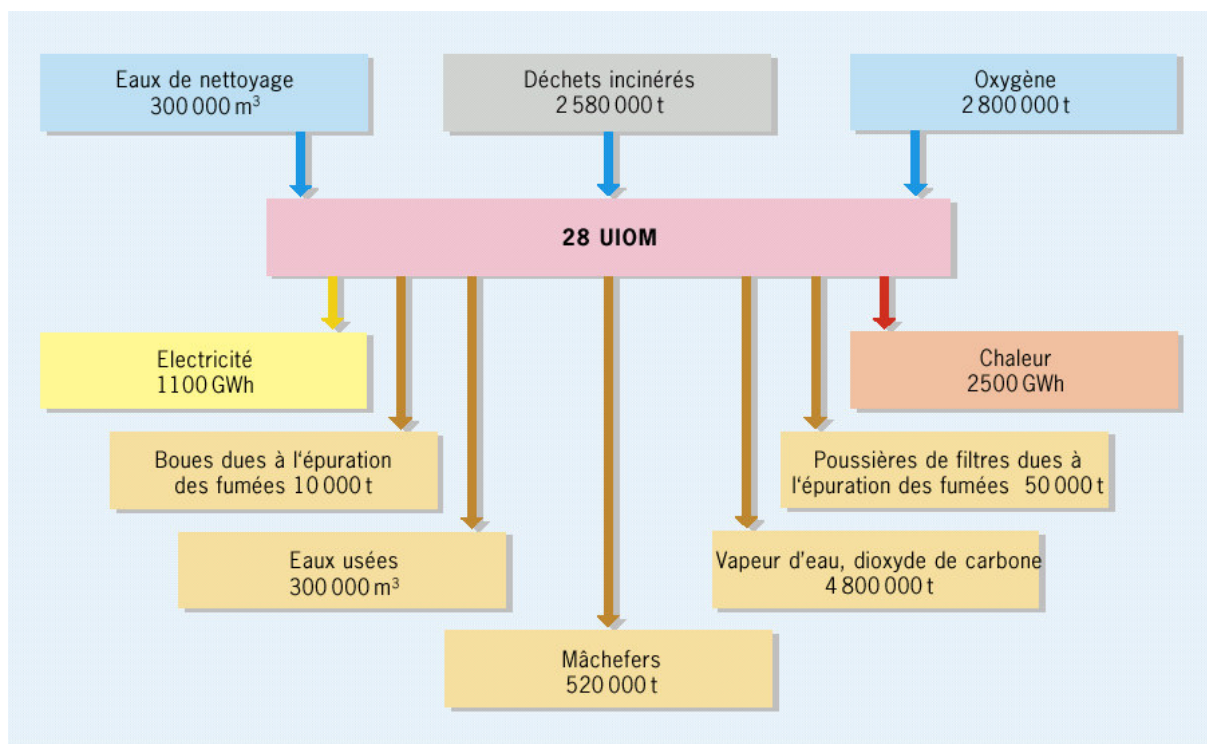 Eaux de nettoyage
300 000 m³
Déchets incinérés
2 580 000 t
Oxygène
2 800 000 t
28 UIOM
Electricité
1100 GWh
Chaleur
2500 GWh
Boues dues à l‘épuration
des fumées 10 000 t
Poussières de filtres dues à
l‘épuration des fumées 50 000 t
Eaux usées
300 000 m³
Vapeur d'eau, dioxyde de carbone
4 800 000 t
Mâchefers
520 000 t